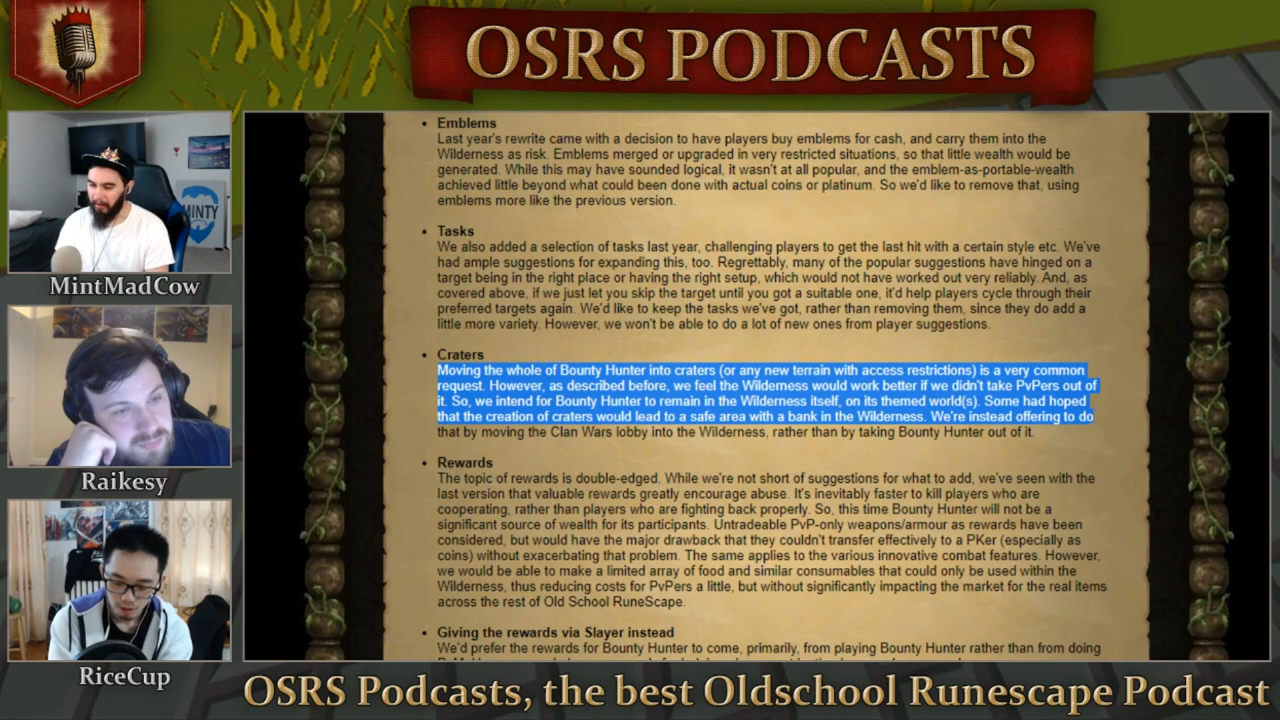 OSRS PODCASTS
MINTY
MintMadCow
Raikesy
RiceCup
• Emblems
Last year's rewrite came with a decision to have players buy emblems for cash, and carry them into the
Wilderness as risk. Emblems merged or upgraded in very restricted situations, so that little wealth would be
generated. While this may have sounded logical, it wasn't at all popular, and the emblem-as-portable-wealth
achieved little beyond what could been done with actual coins or platinum. So we'd like to remove that, using
emblems more like the previous version.
• Tasks
We also added a selection of tasks last year, challenging players to get the last hit with a certain style etc. We've
had ample suggestions for expanding this, too. Regrettably, many of the popular suggestions have hinged on a
target being in the right place or having the right setup, which would not have worked out very reliably. And, as
covered above, if we just let you skip the target until you got a suitable one, it'd help players cycle through their
preferred targets again. We'd like to keep the tasks we've got, rather than removing them, since they do add a
little more variety. However, we won't be able to do a lot of new ones from player suggestions.
• Craters
Moving the whole of Bounty Hunter into craters (or any new terrain with access restrictions) is a very common
request. However, as described before, we feel the Wilderness would work better if we didn't take PvPers out of
it. So, we intend for Bounty Hunter to remain in the Wilderness itself, on its themed world(s). Some had hoped
that the creation of craters would lead to a safe area with a bank in the Wilderness. We're instead offering to do
that by moving the Clan Wars lobby into the Wilderness, rather than by taking Bounty Hunter out of it.
• Rewards
The topic of rewards is double-edged. While we're not short of suggestions for what to add, we've seen with the
last version that valuable rewards greatly encourage abuse. It's inevitably faster to kill players who are
cooperating, rather than players who are fighting back properly. So, this time Bounty Hunter will not be a
significant source of wealth for its participants. Untradeable PvP-only weapons/armour as rewards have been
considered, but would have the major drawback that they couldn't transfer effectively to a PKer (especially as
coins) without exacerbating that problem. The same applies to the various innovative combat features. However,
we would be able to make a limited array of food and similar consumables that could only be used within the
Wilderness, thus reducing costs for PvPers a little, but without significantly impacting the market for the real items
across the rest of Old School RuneScape.
• Giving the rewards via Slayer instead
We'd prefer the rewards for Bounty Hunter to come, primarily, from playing Bounty Hunter rather than from doing
OSRS Podcasts, the best Oldschool Runescape Podcast